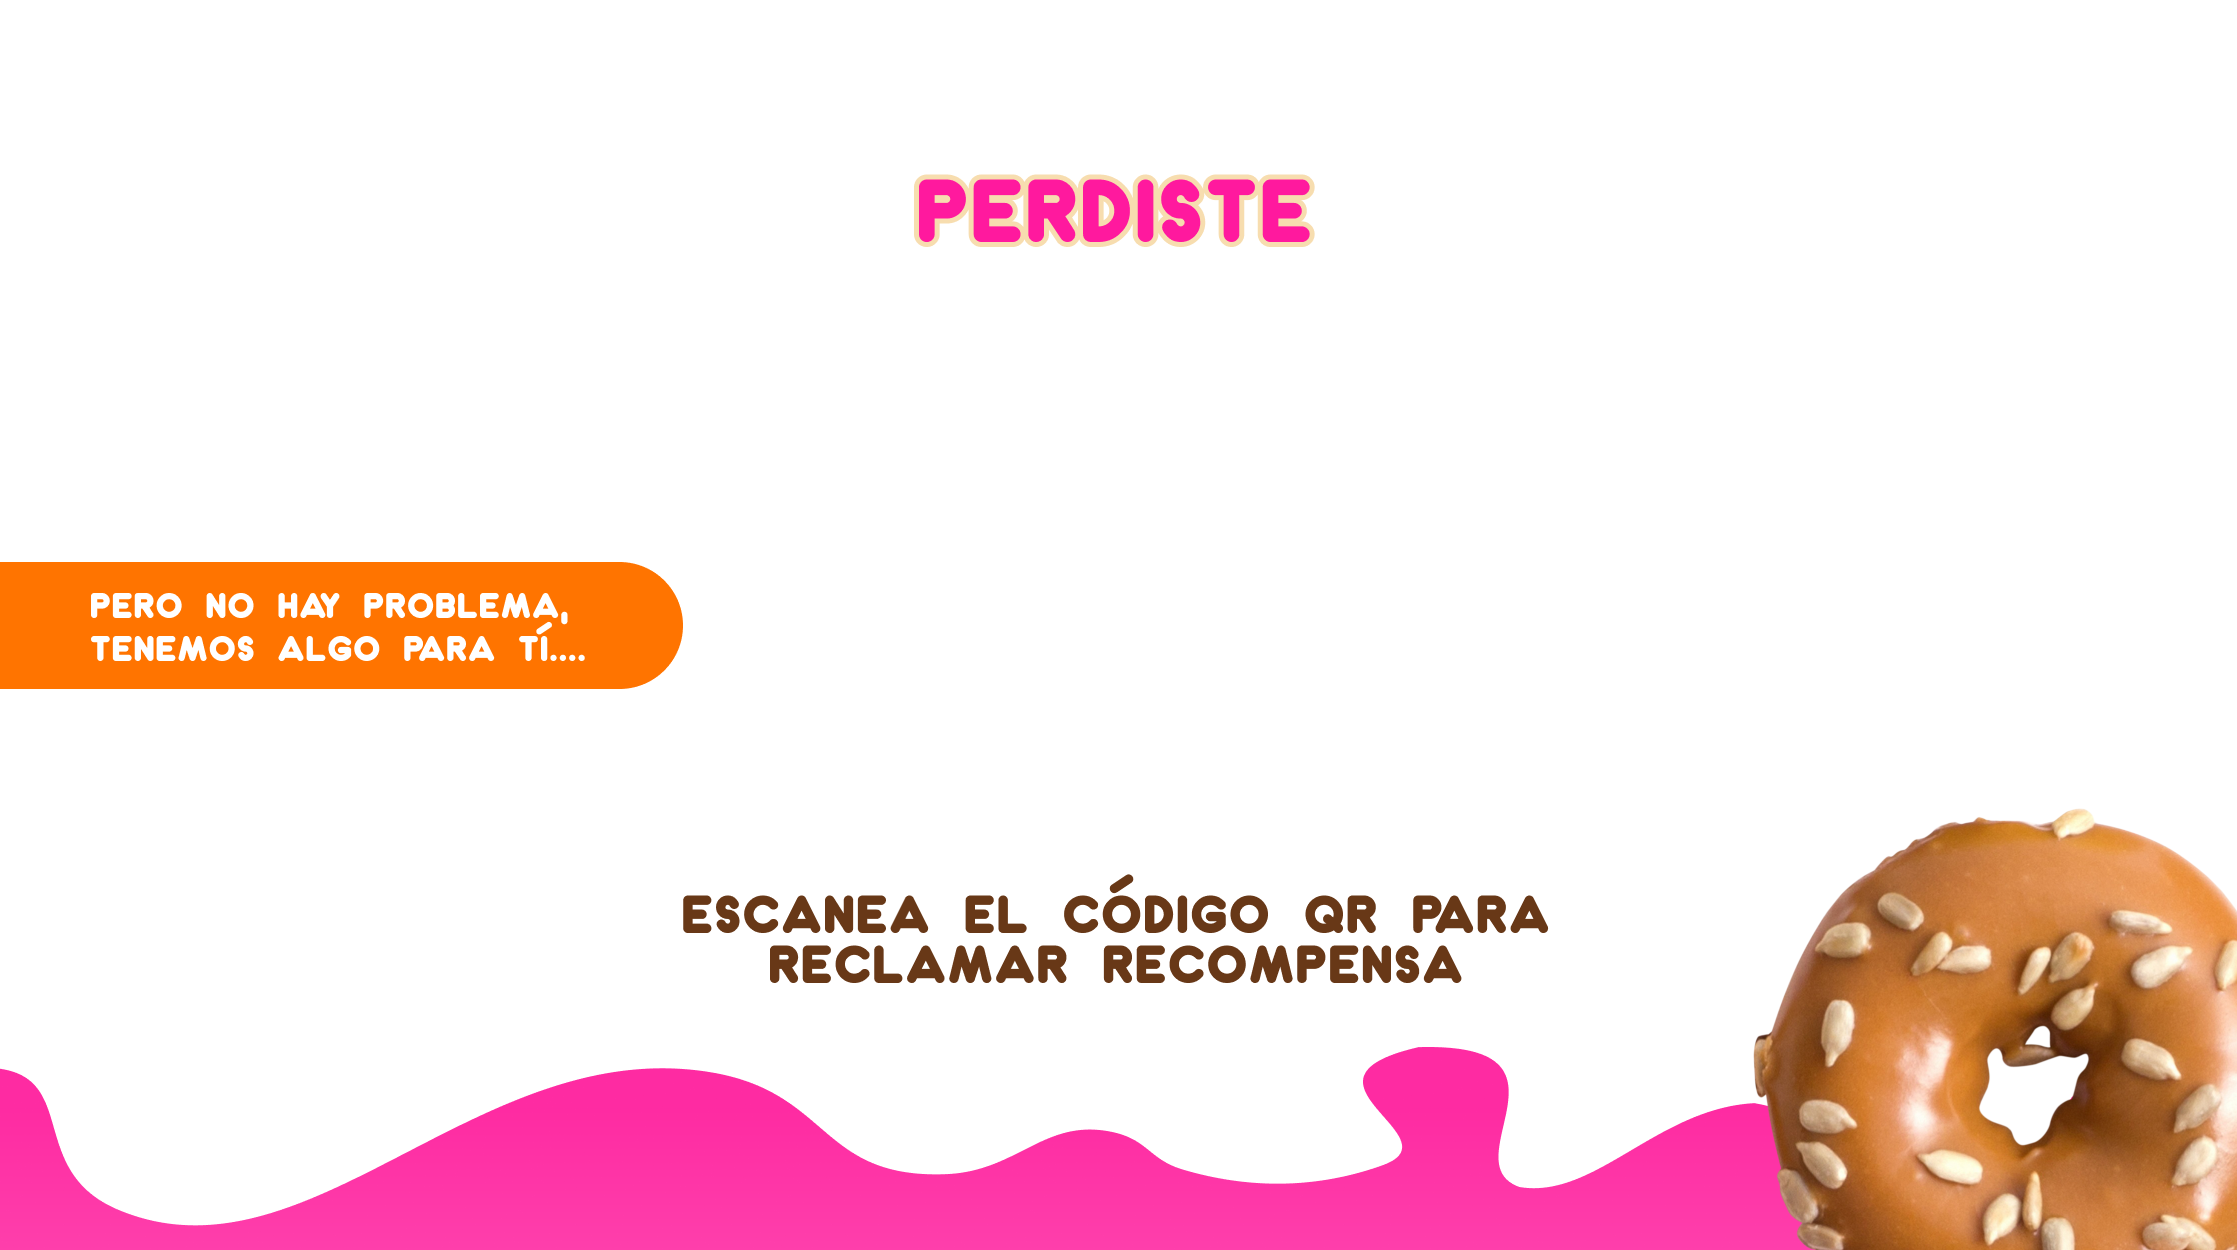 PERDISTE
PERO NO HAY PROBLEMA,
TENEMOS ALGO PARA TÍ....
ESCANEA EL CÓDIGO QR PARA
RECLAMAR RECOMPENSA